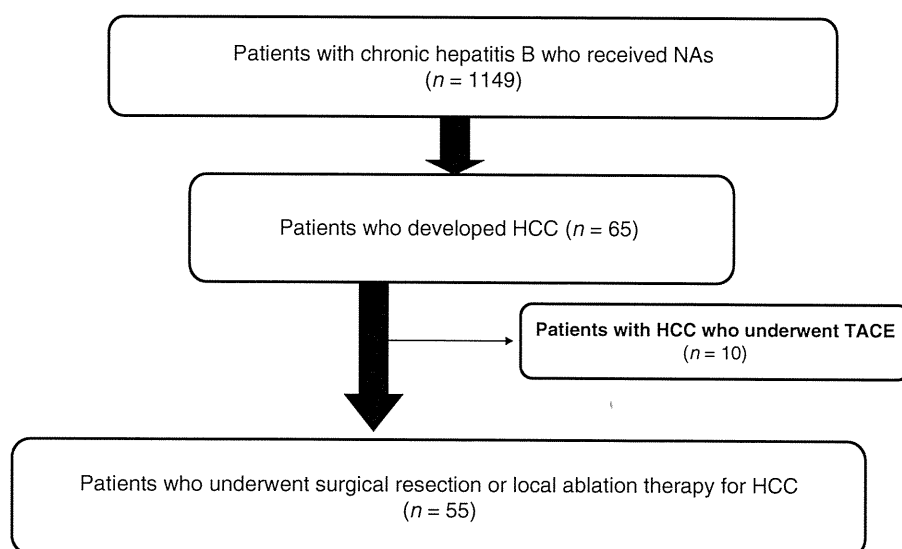 Patients with chronic hepatitis B who received NAs
(n = 1149)
Patients who developed HCC (n = 65)
Patients with HCC who underwent TACE
(n = 10)
Patients who underwent surgical resection or local ablation therapy for HCC
(n = 55)